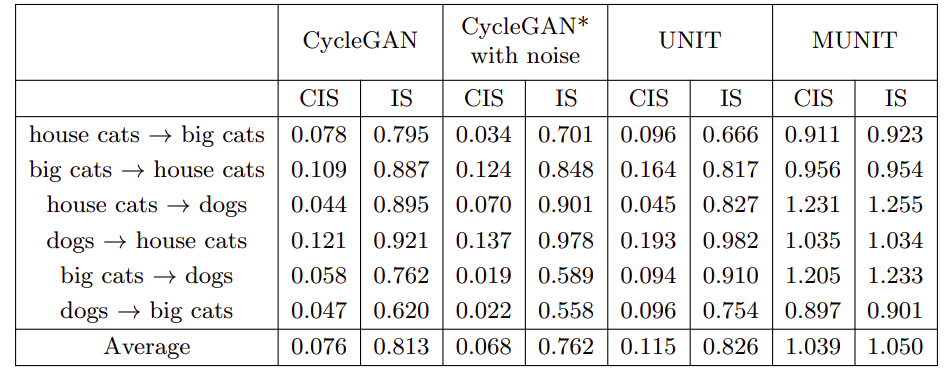 CycleGAN CycleGAN* with noise UNIT MUNIT
CIS IS CIS IS CIS IS CIS IS
house cats → big cats 0.078 0.795 0.034 0.701 0.096 0.666 0.911 0.923
big cats → house cats 0.109 0.887 0.124 0.848 0.164 0.817 0.956 0.954
house cats → dogs 0.044 0.895 0.070 0.901 0.045 0.827 1.231 1.255
dogs → house cats 0.121 0.921 0.137 0.978 0.193 0.982 1.035 1.034
big cats → dogs 0.058 0.762 0.019 0.589 0.094 0.910 1.205 1.233
dogs → big cats 0.047 0.620 0.022 0.558 0.096 0.754 0.897 0.901
Average 0.076 0.813 0.068 0.762 0.115 0.826 1.039 1.050